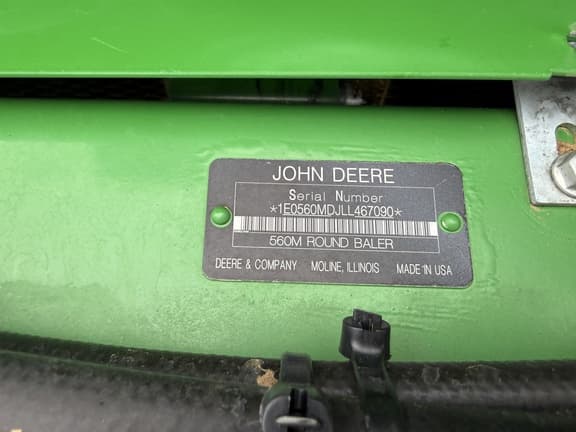 JOHN DEERE
Serial Number
*1E0560MDJLL467090*
560M ROUND BALER
DEERE & COMPANY MOLINE, ILLINOIS MADE IN USA